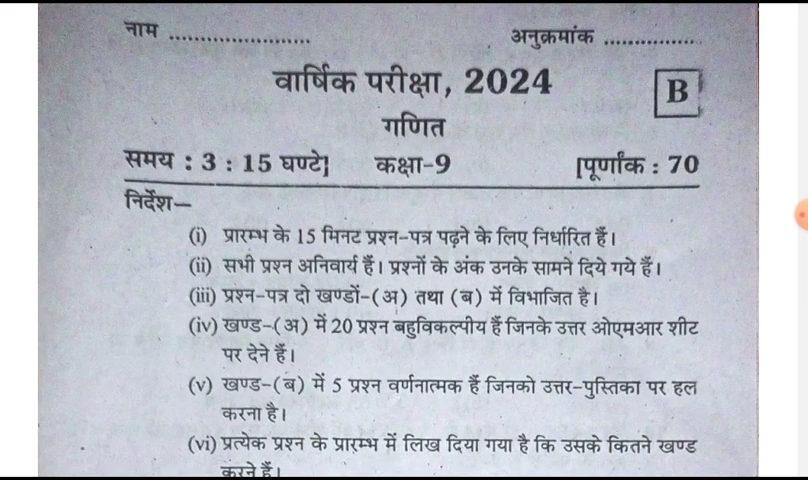 नाम ....................... अनुक्रमांक ................
वार्षिक परीक्षा, 2024
B
गणित
समय : 3 : 15 घण्टे] कक्षा-9 [पूर्णांक : 70
निर्देश—
(i) प्रारम्भ के 15 मिनट प्रश्न-पत्र पढ़ने के लिए निर्धारित हैं।
(ii) सभी प्रश्न अनिवार्य हैं। प्रश्नों के अंक उनके सामने दिये गये हैं।
(iii) प्रश्न-पत्र दो खण्डों-(अ) तथा (ब) में विभाजित है।
(iv) खण्ड-(अ) में 20 प्रश्न बहुविकल्पीय हैं जिनके उत्तर ओएमआर शीट
पर देने हैं।
(v) खण्ड-(ब) में 5 प्रश्न वर्णनात्मक हैं जिनको उत्तर-पुस्तिका पर हल
करना है।
(vi) प्रत्येक प्रश्न के प्रारम्भ में लिख दिया गया है कि उसके कितने खण्ड
करने हैं।